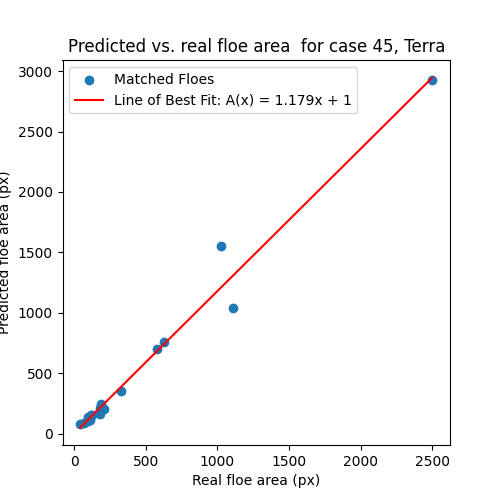 Predicted vs. real floe area  for case 45, Terra
Matched Floes
Line of Best Fit: A(x) = 1.179x + 1
3000
2500
2000
1500
1000
500
0
Predicted floe area (px)
0 500 1000 1500 2000 2500
Real floe area (px)